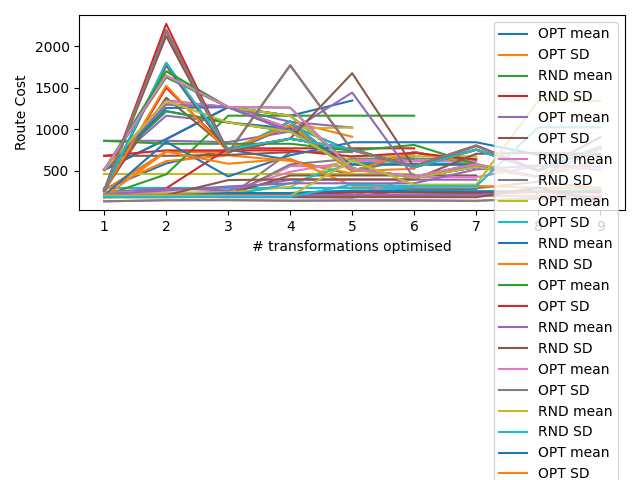 2000
1500
1000
500
Route Cost
1 2 3 4 5 6 7 8 9
# transformations optimised
OPT mean
OPT SD
RND mean
RND SD
OPT mean
OPT SD
RND mean
RND SD
OPT mean
OPT SD
RND mean
RND SD
OPT mean
OPT SD
RND mean
RND SD
OPT mean
OPT SD
RND mean
RND SD
OPT mean
OPT SD